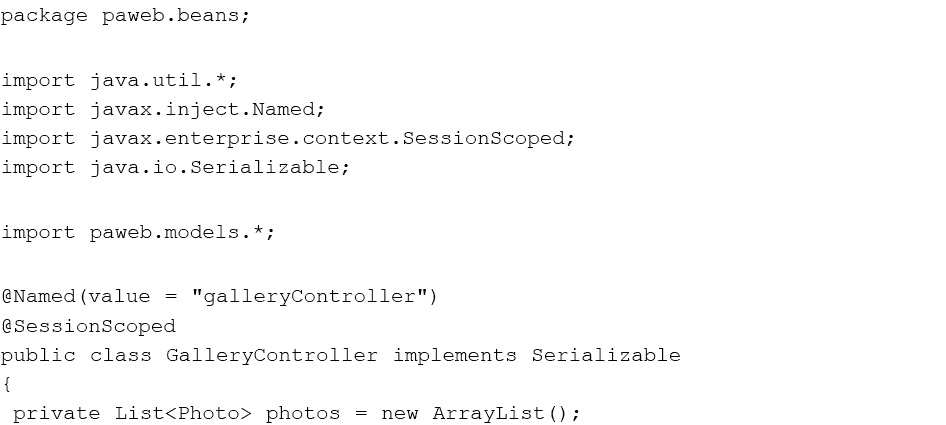 package paweb.beans;
import java.util.*;
import javax.inject.Named;
import javax.enterprise.context.SessionScoped;
import java.io.Serializable;
import paweb.models.*;
@Named(value = "galleryController")
@SessionScoped
public class GalleryController implements Serializable
{
private List<Photo> photos = new ArrayList();